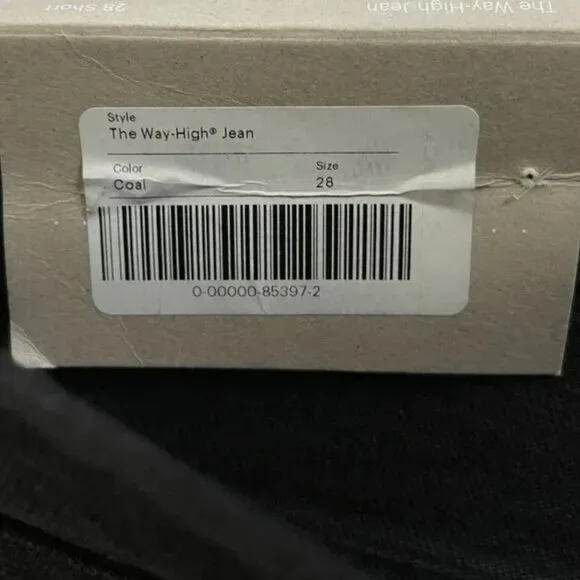 28 Short
The Way-High Jean
Style
The Way-High® Jean
Color
Size
Coal
28
0-00000-85397-2